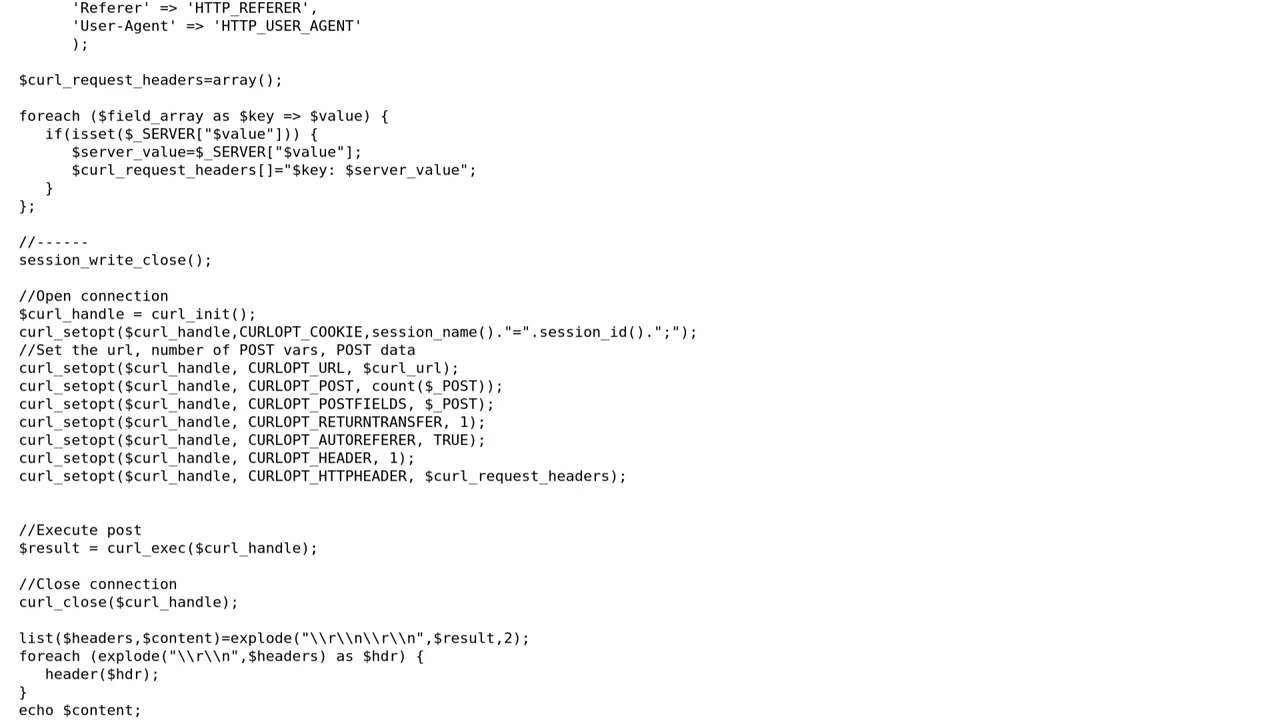 'Referer' => 'HTTP_REFERER',
'User-Agent' => 'HTTP_USER_AGENT'
);
$curl_request_headers=array();
foreach ($field_array as $key => $value) {
if(isset($_SERVER["$value"])) {
$server_value=$_SERVER["$value"];
$curl_request_headers[]="$key: $server_value";
}
};
//------
session_write_close();
//Open connection
$curl_handle = curl_init();
curl_setopt($curl_handle,CURLOPT_COOKIE,session_name()."=".session_id().";");
//Set the url, number of POST vars, POST data
curl_setopt($curl_handle, CURLOPT_URL, $curl_url);
curl_setopt($curl_handle, CURLOPT_POST, count($_POST));
curl_setopt($curl_handle, CURLOPT_POSTFIELDS, $_POST);
curl_setopt($curl_handle, CURLOPT_RETURNTRANSFER, 1);
curl_setopt($curl_handle, CURLOPT_AUTOREFERER, TRUE);
curl_setopt($curl_handle, CURLOPT_HEADER, 1);
curl_setopt($curl_handle, CURLOPT_HTTPHEADER, $curl_request_headers);
//Execute post
$result = curl_exec($curl_handle);
//Close connection
curl_close($curl_handle);
list($headers,$content)=explode("\\r\\n\\r\\n",$result,2);
foreach (explode("\\r\\n",$headers) as $hdr) {
header($hdr);
}
echo $content;